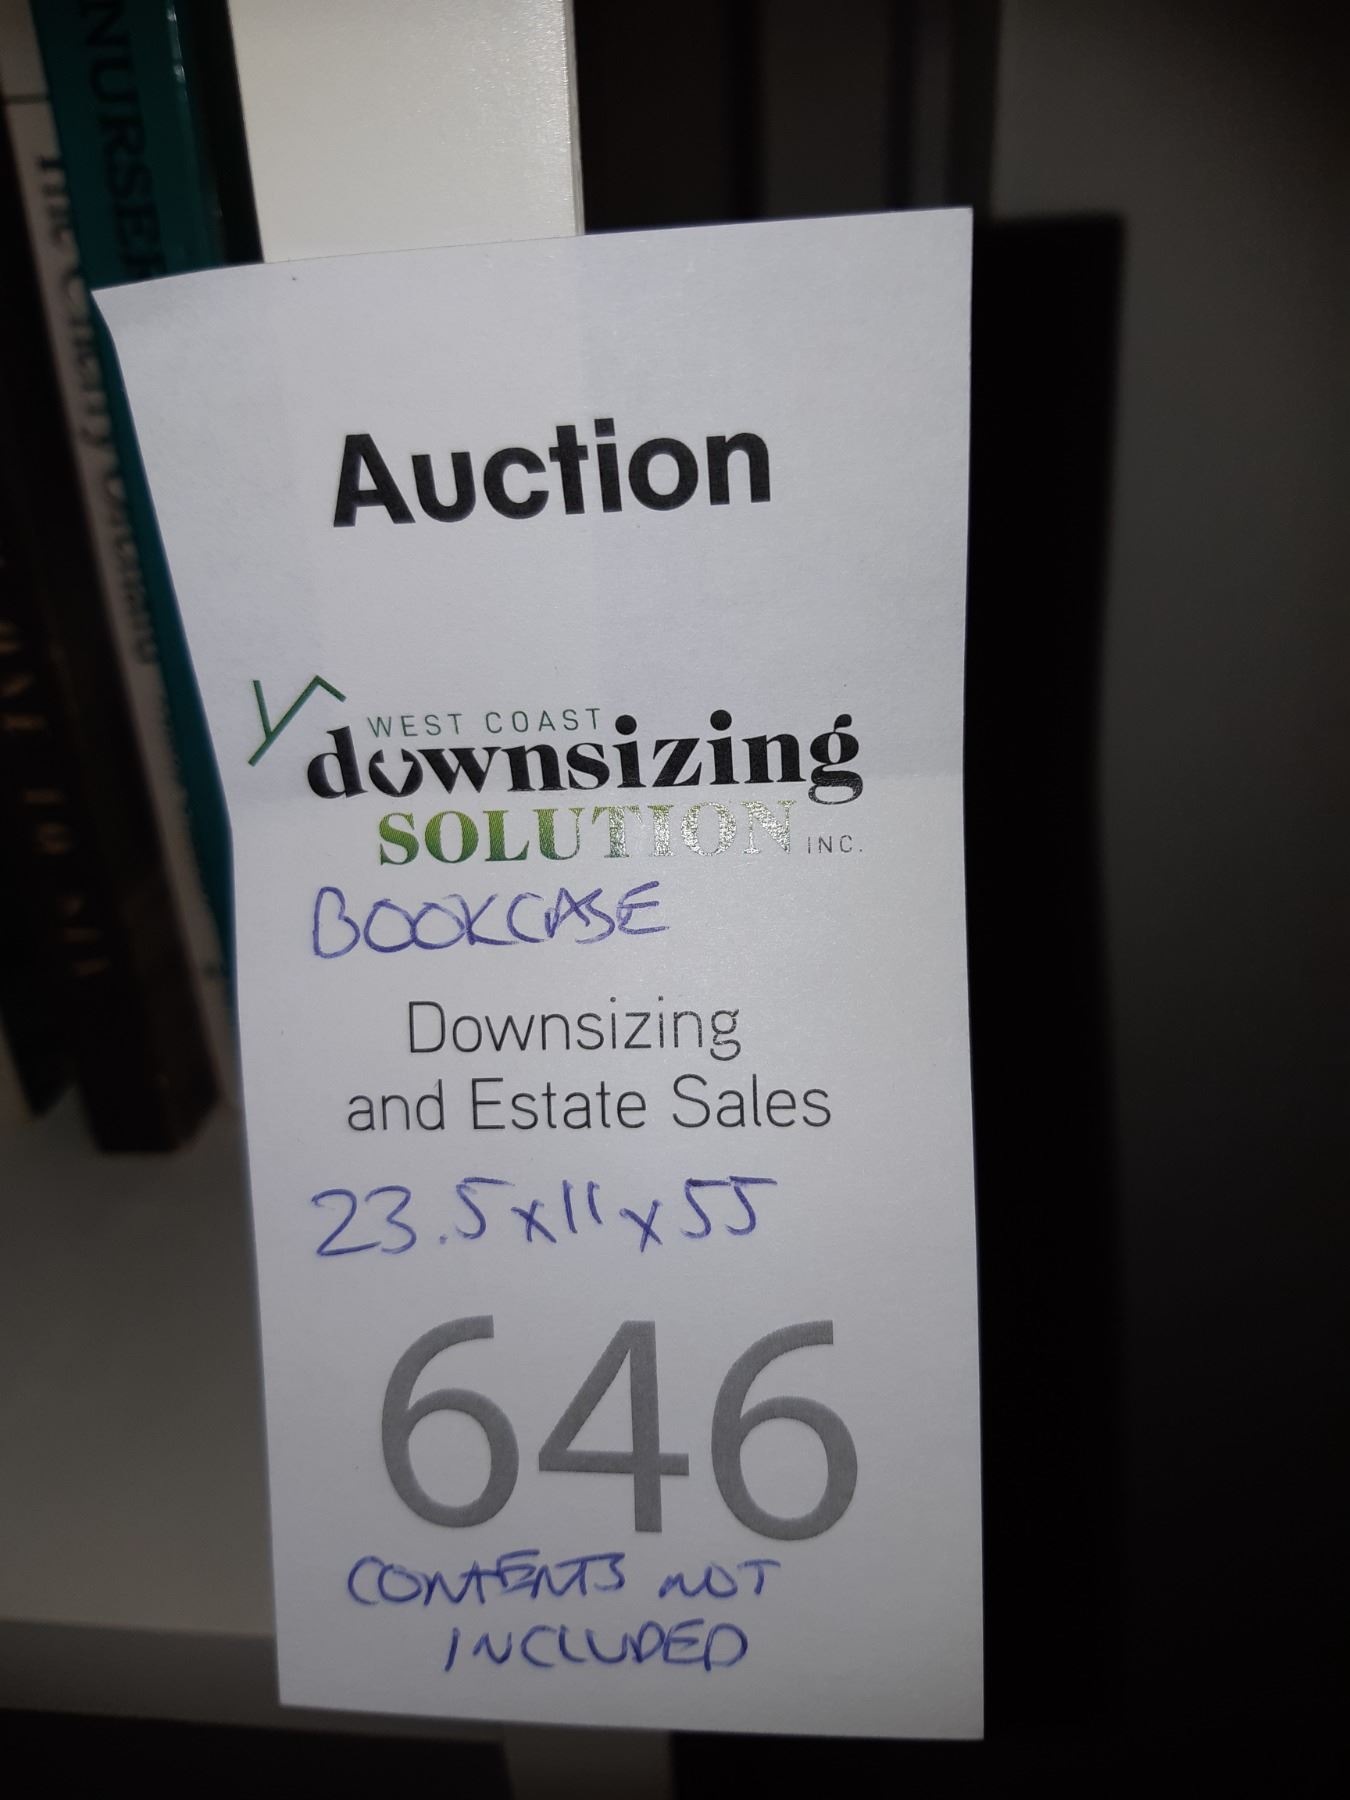 Auction
WEST COAST
downsizing
SOLUTION INC.
BOOKCASE
Downsizing
and Estate Sales
23.5x11x55
646
CONTENTS NOT
INCLUDED